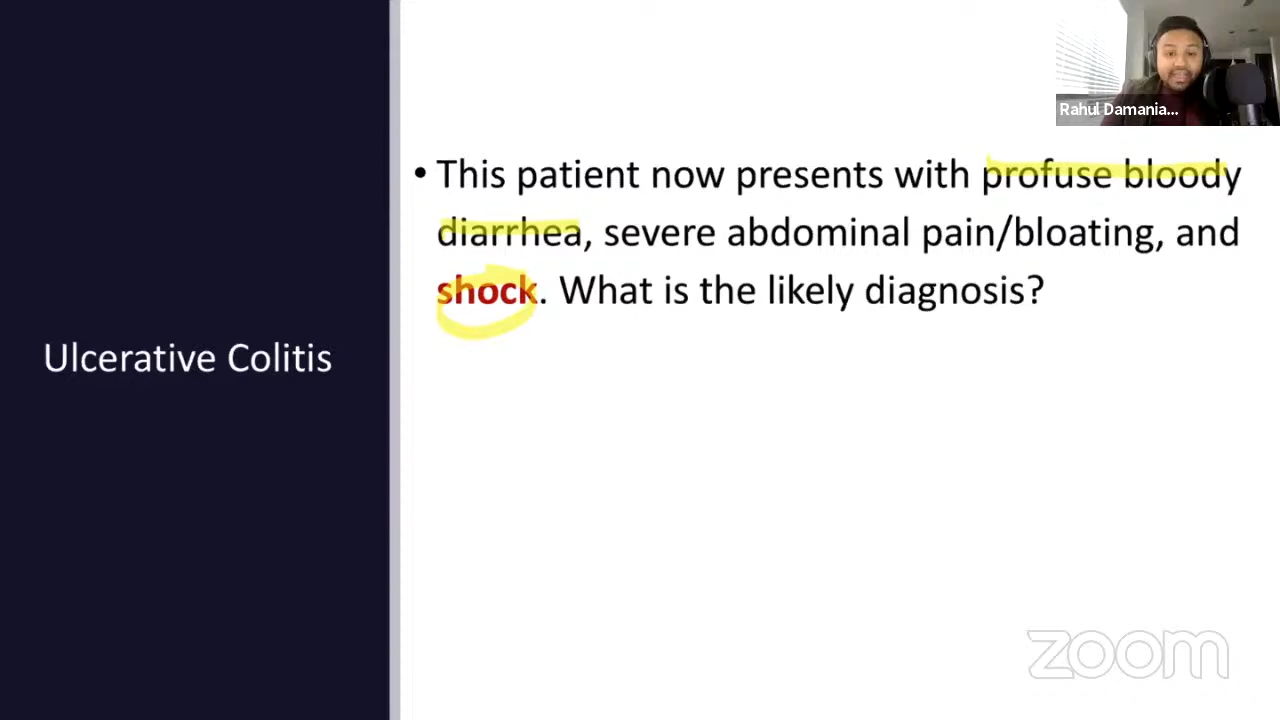 Rahul Damania...
• This patient now presents with profuse bloody
diarrhea, severe abdominal pain/bloating, and
shock. What is the likely diagnosis?
Ulcerative Colitis
zoom